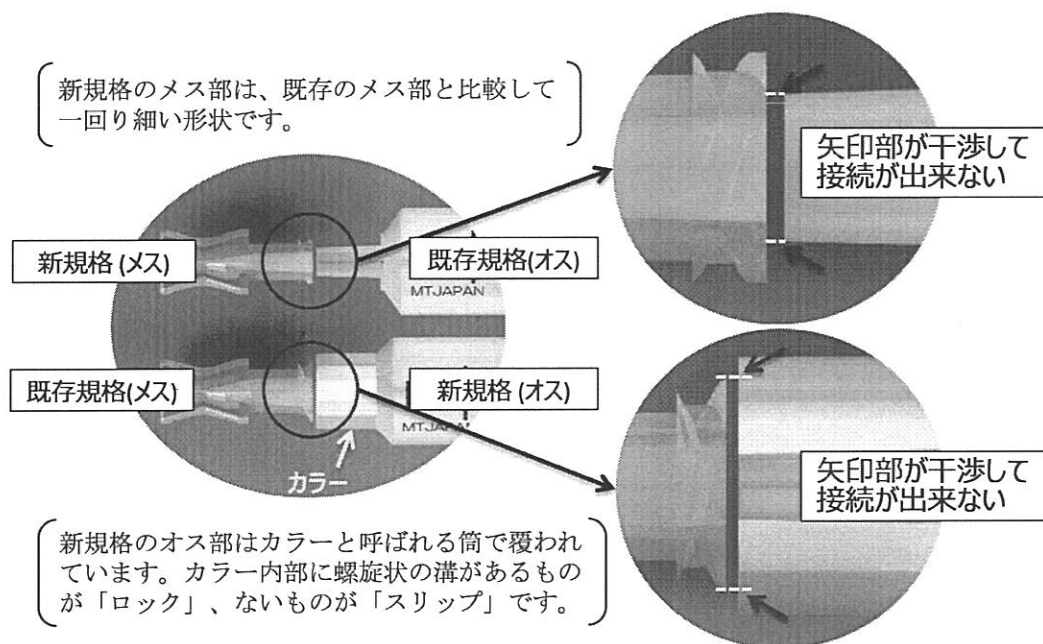 新規格のメス部は、既存のメス部と比較して
一回り細い形状です。
矢印部が干渉して
接続が出来ない
新規格(メス)
既存規格(オス)
MTJAPAN
既存規格(メス)
新規格(オス)
MTJAPAN
カラー
矢印部が干渉して
接続が出来ない
新規格のオス部はカラーと呼ばれる筒で覆われ
ています。カラー内部に螺旋状の溝があるもの
が「ロック」、ないものが「スリップ」です。